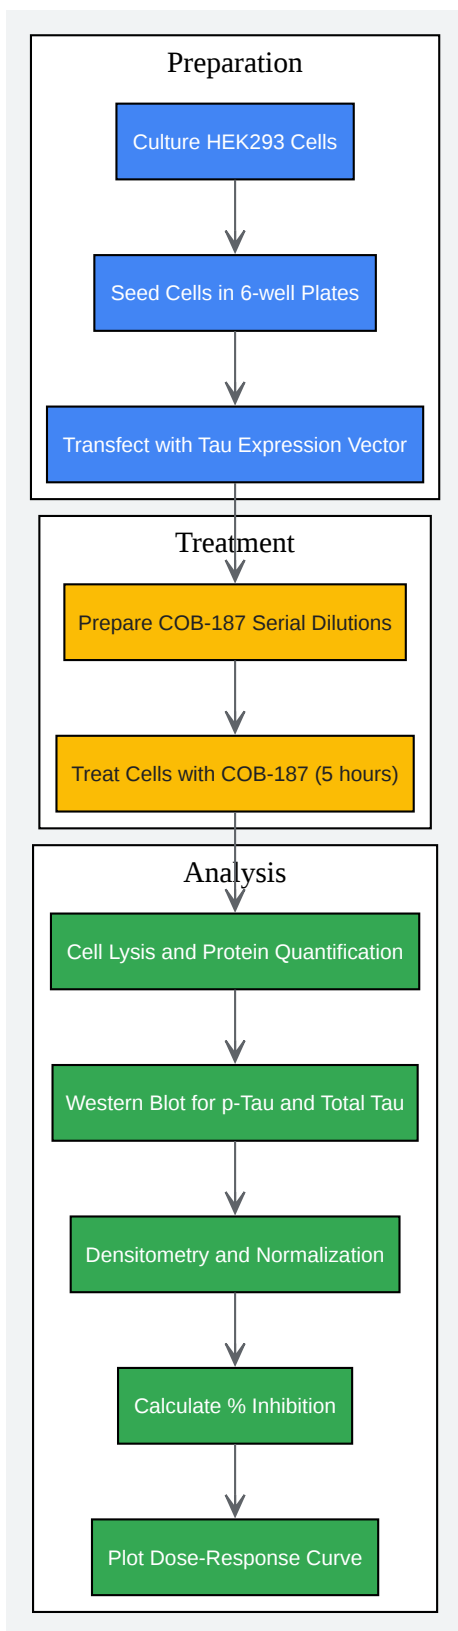 Preparation
Culture HEK293 Cells
Seed Cells in 6-well Plates
Transfect with Tau Expression Vector
Treatment
Prepare COB-187 Serial Dilutions
Treat Cells with COB-187 (5 hours)
Analysis
Cell Lysis and Protein Quantification
Western Blot for p-Tau and Total Tau
Densitometry and Normalization
Calculate % Inhibition
Plot Dose-Response Curve